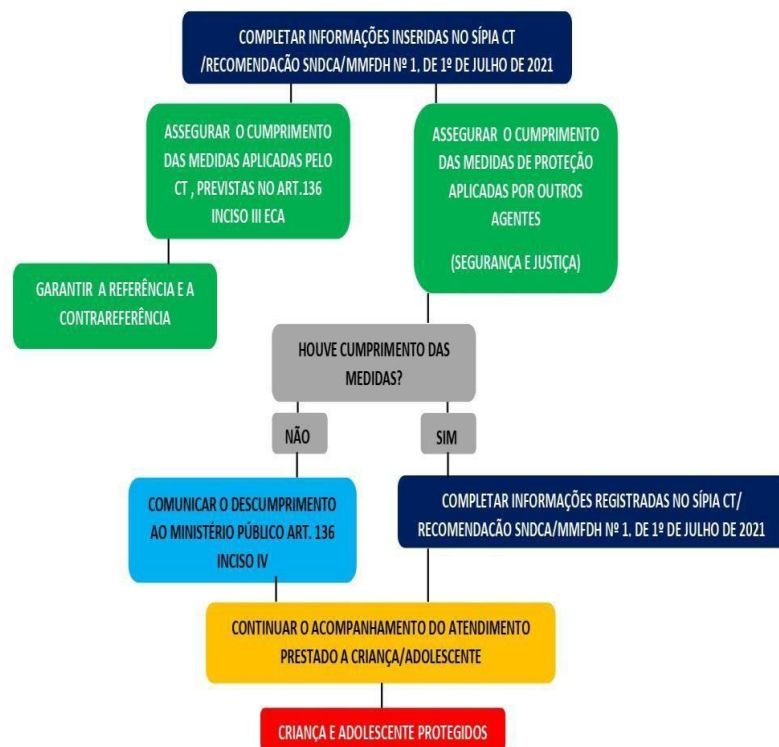 COMPLETAR INFORMAÇÕES INSERIDAS NO SÍPIA CT
/RECOMENDAÇÃO SNDCA/MMFDH Nº 1, DE 1º DE JULHO DE 2021
ASSEGURAR O CUMPRIMENTO
DAS MEDIDAS APLICADAS PELO
CT , PREVISTAS NO ART.136
INCISO III ECA
ASSEGURAR O CUMPRIMENTO
DAS MEDIDAS DE PROTEÇÃO
APLICADAS POR OUTROS
AGENTES
(SEGURANÇA E JUSTIÇA)
GARANTIR A REFERÊNCIA E A
CONTRAREFERÊNCIA
HOUVE CUMPRIMENTO DAS
MEDIDAS?
NÃO
SIM
COMUNICAR O DESCUMPRIMENTO
AO MINISTÉRIO PÚBLICO ART. 136
INCISO IV
COMPLETAR INFORMAÇÕES REGISTRADAS NO SÍPIA CT/
RECOMENDACÃO SNDCA/MMFDH Nº 1, DE 1º DE JULHO DE 2021
CONTINUAR O ACOMPANHAMENTO DO ATENDIMENTO
PRESTADO A CRIANÇA/ADOLESCENTE
CRIANÇA E ADOLESCENTE PROTEGIDOS